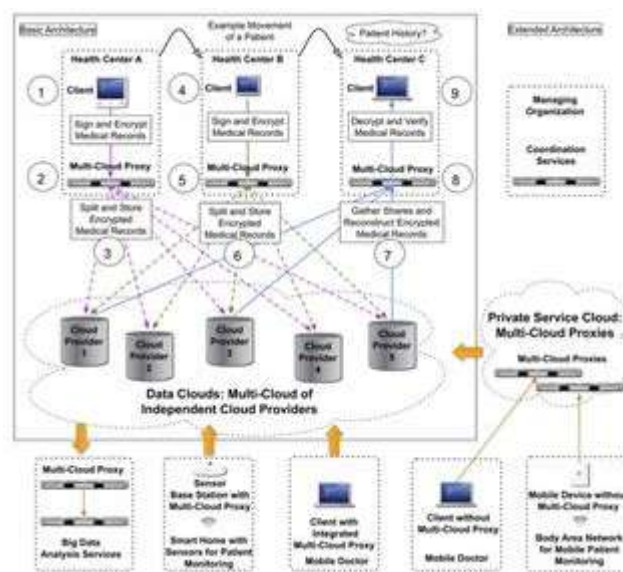 Basic Architecture
Example Movement
of a Patient
Patient History?
Extended Architecture
Health Center A
Health Center B
Health Center C
1
Client
4
Client
Client
9
Sign and Encrypt
Medical Records
Sign and Encrypt
Medical Records
Decrypt and Verify
Medical Records
Managing
Organization
Coordination
Services
2
Multi-Cloud Proxy
5
Multi-Cloud Proxy
Multi-Cloud Proxy
8
Split and Store
Encrypted
Medical Records
Split and Store
Encrypted
Medical Records
Gather Shares and
Reconstruct Encrypted
Medical Records
3
6
7
Cloud
Provider
1
Cloud
Provider
2
Cloud
Provider
3
Cloud
Provider
4
Cloud
Provider
5
Private Service Cloud:
Multi-Cloud Proxies
Multi-Cloud Proxies
Data Clouds: Multi-Cloud of
Independent Cloud Providers
Multi-Cloud Proxy
Big Data
Analysis Services
Sensor
Base Station with
Multi-Cloud Proxy
Smart Home with
Sensors for Patient
Monitoring
Client with
Integrated
Multi-Cloud Proxy
Mobile Doctor
Client without
Multi-Cloud Proxy
Mobile Doctor
Mobile Device without
Multi-Cloud Proxy
Body Area Network
for Mobile Patient
Monitoring